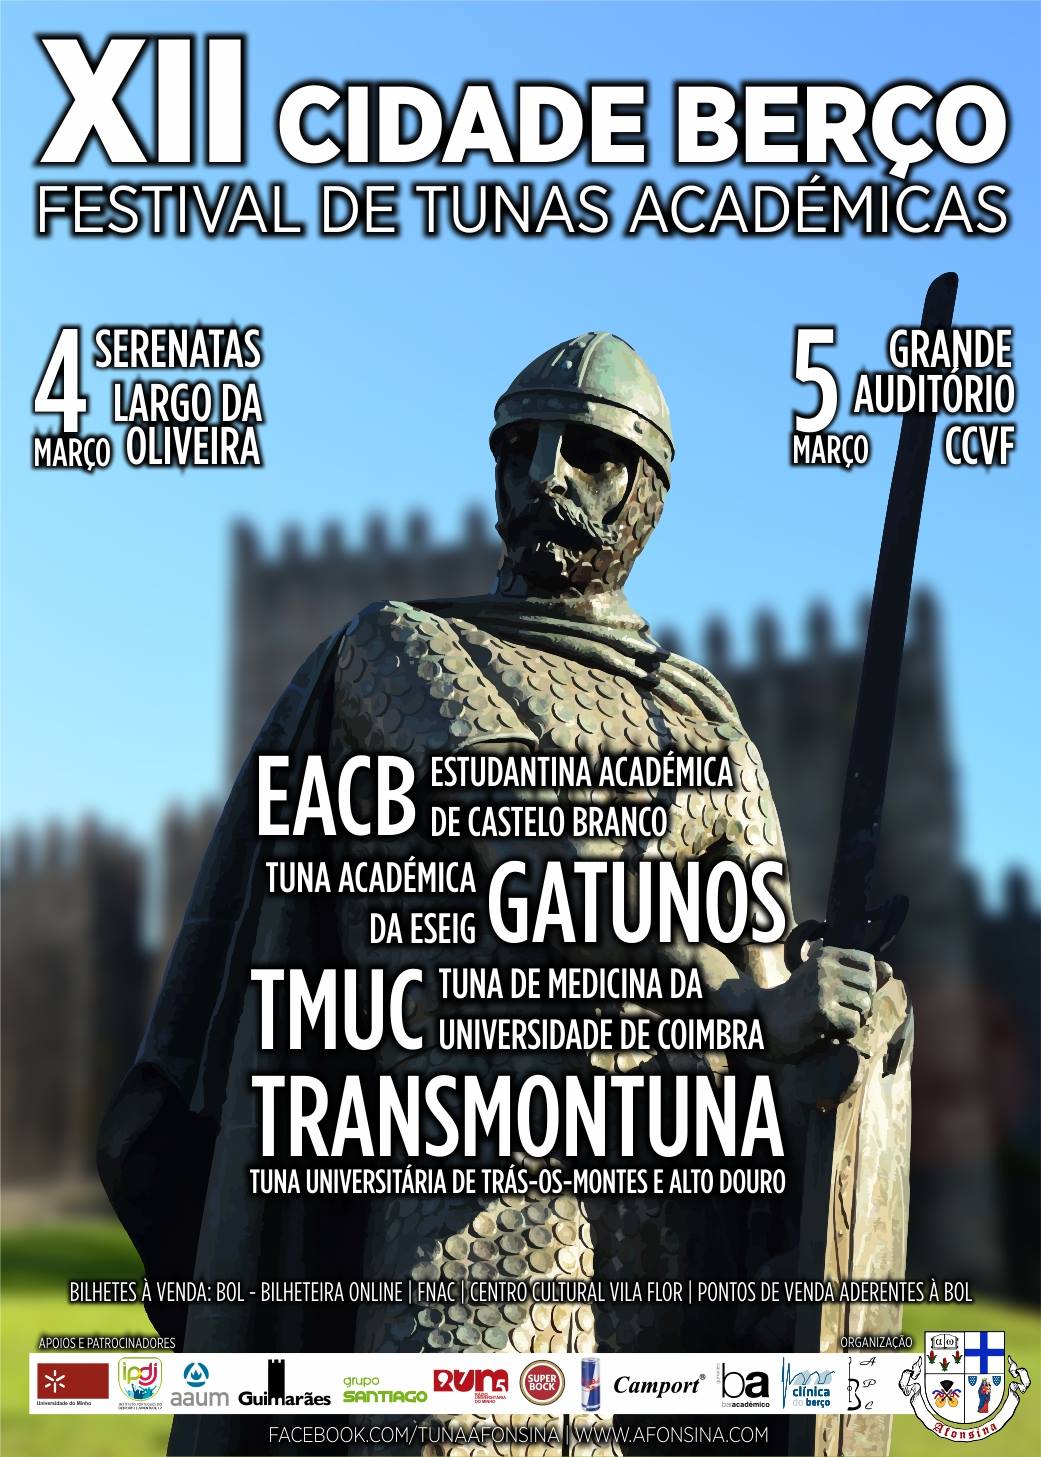 XII CIDADE BERÇO
FESTIVAL DE TUNAS ACADÉMICAS
4 MARÇO
SERENATAS
LARGO DA
OLIVEIRA
5 MARÇO
GRANDE
AUDITÓRIO
CCVF
EACB
ESTUDANTINA ACADÉMICA
DE CASTELO BRANCO
TUNA ACADÉMICA
DA ESEIG
GATUNOS
TMUC
TUNA DE MEDICINA DA
UNIVERSIDADE DE COIMBRA
TRANSMONTUNA
TUNA UNIVERSITÁRIA DE TRÁS-OS-MONTES E ALTO DOURO
BILHETES À VENDA: BOL - BILHETEIRA ONLINE | FNAC | CENTRO CULTURAL VILA FLOR | PONTOS DE VENDA ADERENTES À BOL
APOIOS E PATROCINADORES
ORGANIZAÇÃO
Universidade do Minho
ipdj
aaum
Guimarães
grupo
SANTIAGO
RUM
SUPER
BOCK
Camport®
ba
baracadémico
clínica
do berço
A
P
B C
αω
Afonsina
FACEBOOK.COM/TUNAAFONSINA | WWW.AFONSINA.COM